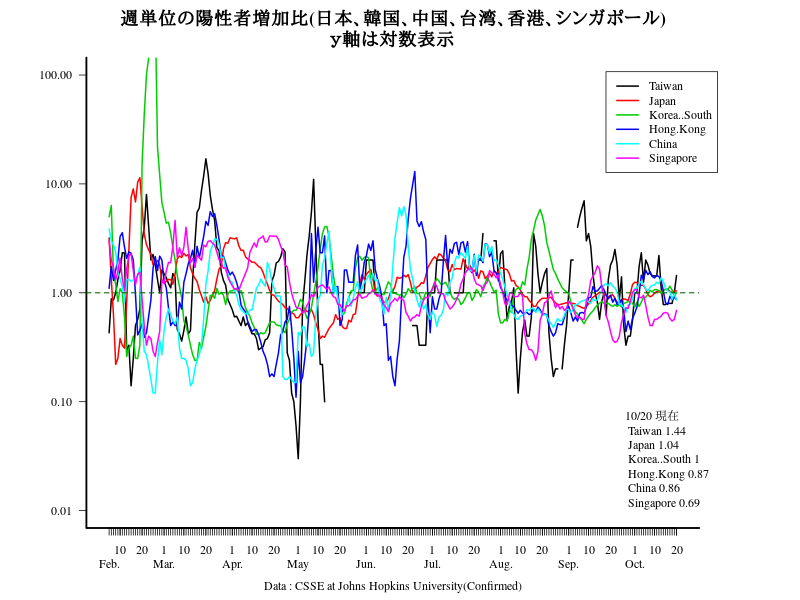 週単位の陽性者増加比(日本、韓国、中国、台湾、香港、シンガポール)
y軸は対数表示
100.00
10.00
1.00
0.10
0.01
Taiwan
Japan
Korea..South
Hong.Kong
China
Singapore
10/20 現在
Taiwan 1.44
Japan 1.04
Korea..South 1
Hong.Kong 0.87
China 0.86
Singapore 0.69
10 20 1 10 20 1 10 20 1 10 20 1 10 20 1 10 20 1 10 20 1 10 20 1 10 20
Feb. Mar. Apr. May Jun. Jul. Aug. Sep. Oct.
Data : CSSE at Johns Hopkins University(Confirmed)